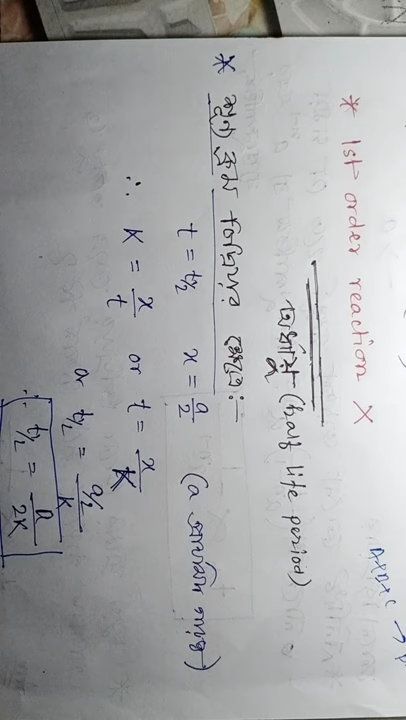 A+B+C →
* 1st order reaction X
অর্ধায়ু (half life period)
* শূন্য ক্রম বিক্রিয়ার ক্ষেত্রে :-
t = t½ x = a/2 (a প্রাথমিক গাঢ়ত্ব)
∴ K = x/t or t = x/K
or t½ = a/2/K
∴ t½ = a/2K